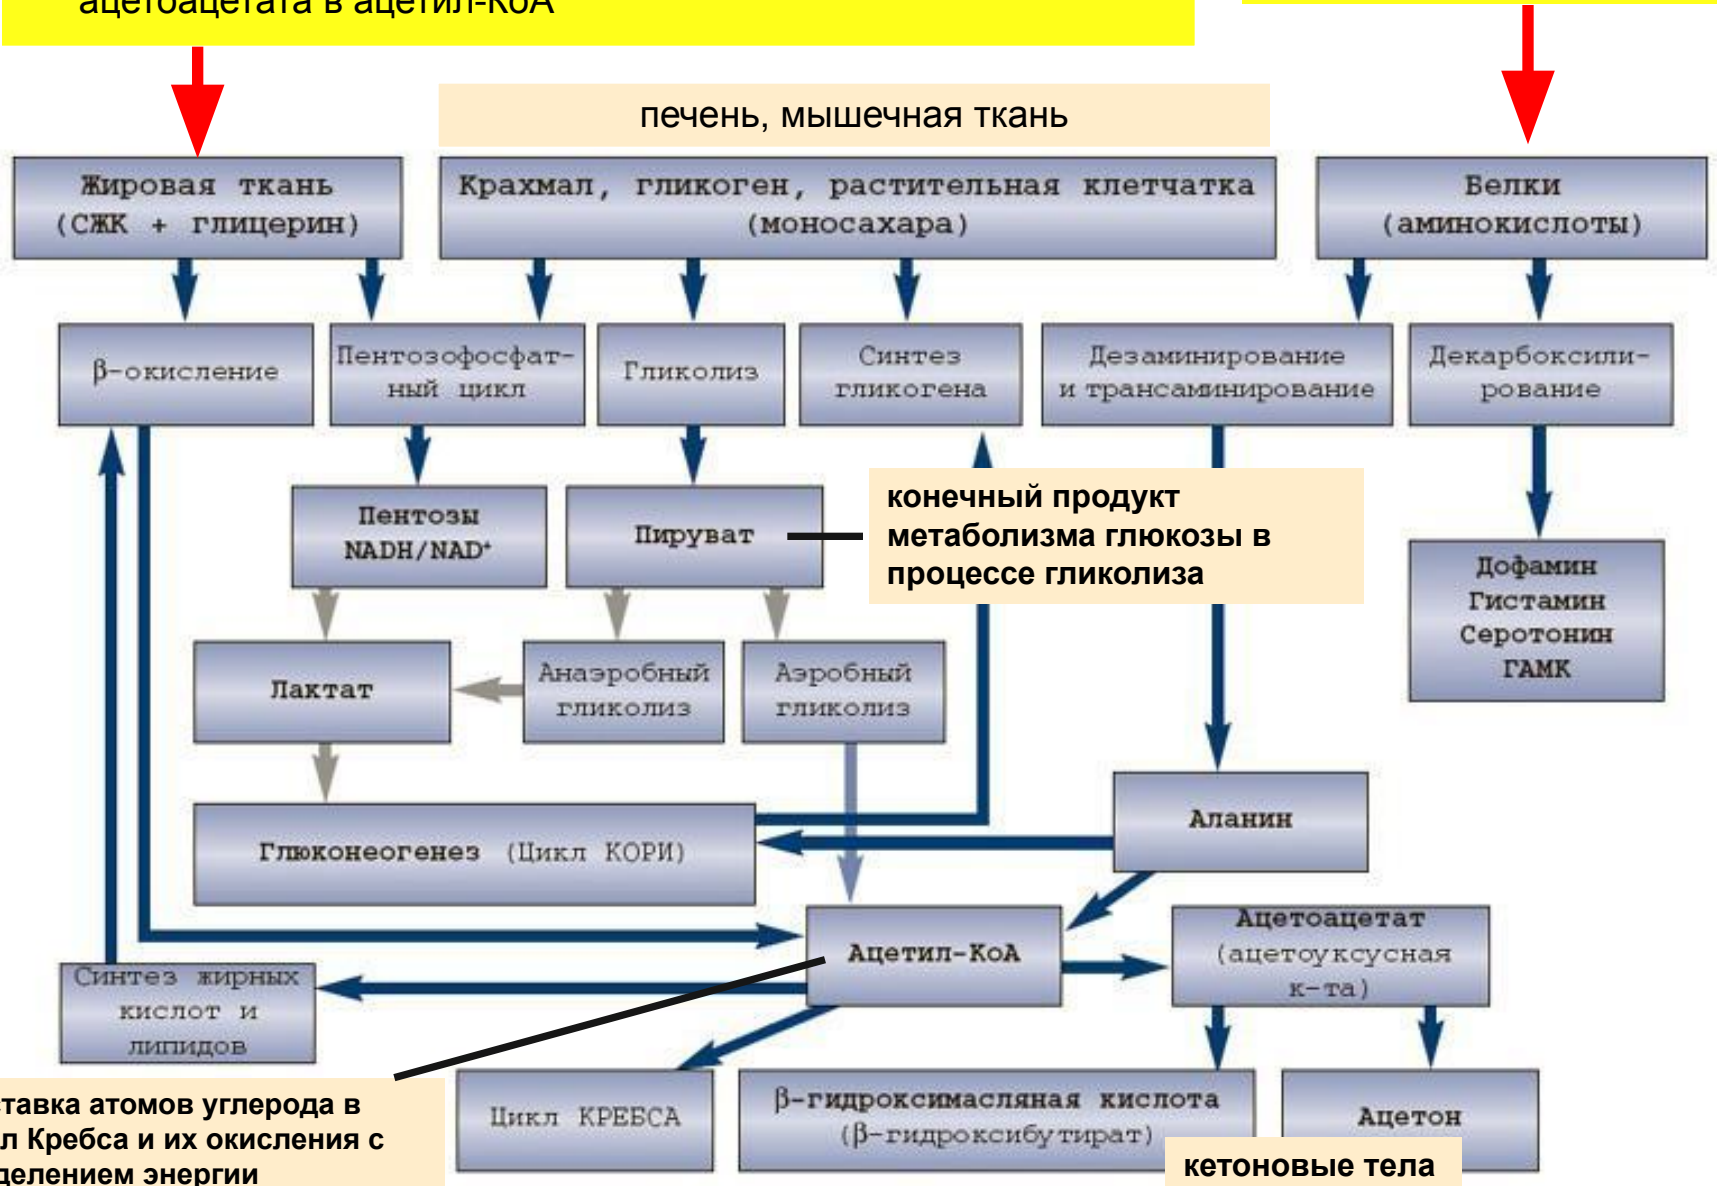 ацетоацетата в ацетил-КоА
печень, мышечная ткань
Жировая ткань
(СЖК + глицерин)
Крахмал, гликоген, растительная клетчатка
(моносахара)
Белки
(аминокислоты)
β-окисление
Пентозофосфат-
ный цикл
Гликолиз
Синтез
гликогена
Дезаминирование
и трансаминирование
Декарбоксили-
рование
Пентозы
NADH/NAD⁺
Пируват
конечный продукт
метаболизма глюкозы в
процессе гликолиза
Дофамин
Гистамин
Серотонин
ГАМК
Лактат
Анаэробный
гликолиз
Аэробный
гликолиз
Аланин
Глюконеогенез (Цикл КОРИ)
Ацетил-КоА
Ацетоацетат
(ацетоуксусная
к-та)
Синтез жирных
кислот и
липидов
ставка атомов углерода в
л Кребса и их окисления с
делением энергии
Цикл КРЕБСА
β-гидроксимасляная кислота
(β-гидроксибутират)
Ацетон
кетоновые тела